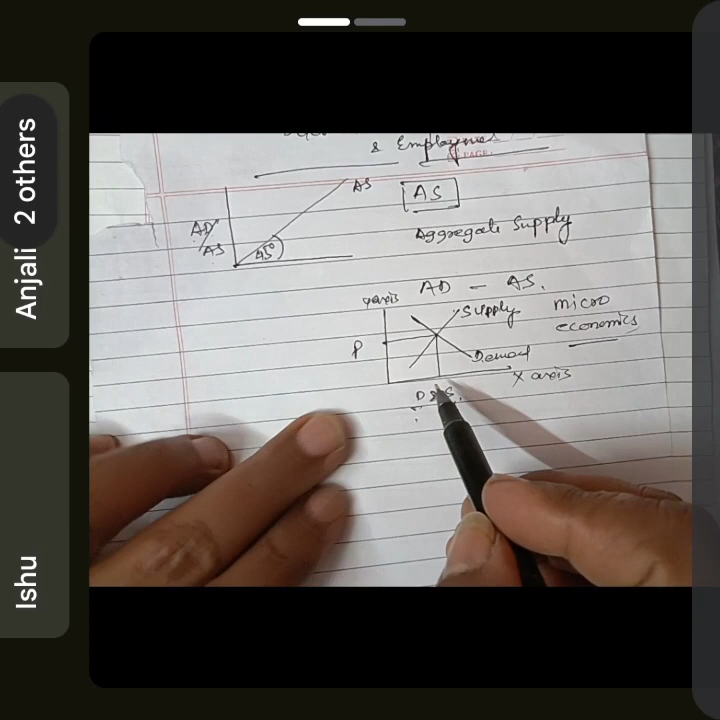 & Employment
AS
AS
AD/
AS
45°
Aggregate Supply
AD - AS.
y axis
Supply
micro
economics
P
Demand
X axis
D & S.
Anjali 2 others
Ishu